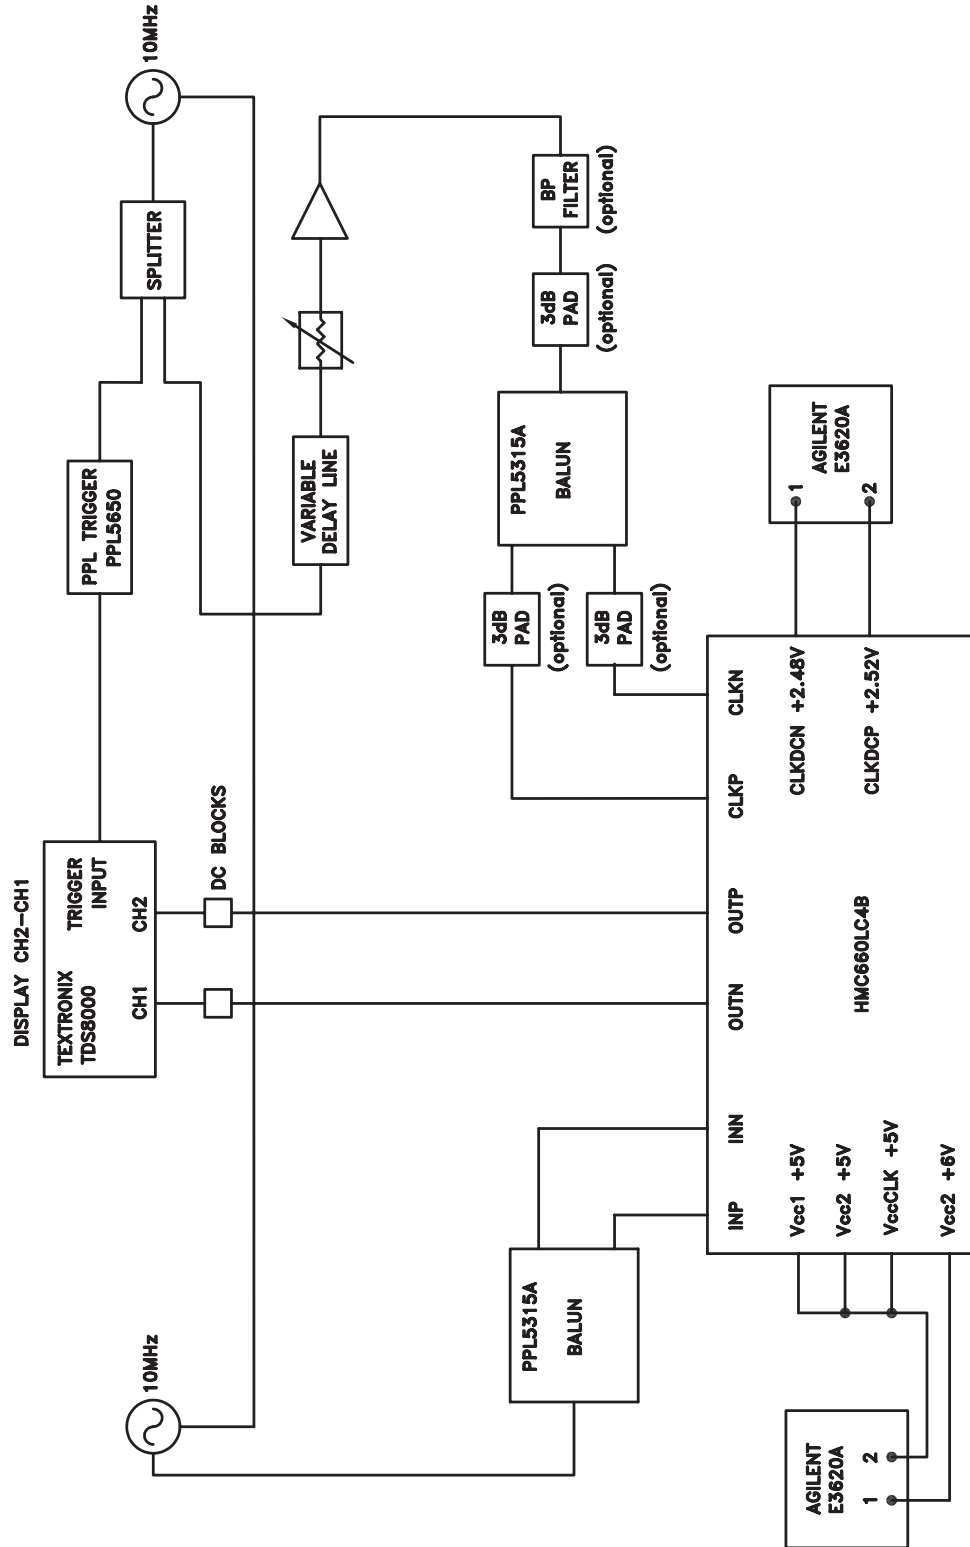 DISPLAY CH2-CH1
TEXTRONIX
TDS8000
TRIGGER
INPUT
CH1
CH2
DC BLOCKS
PPL TRIGGER
PPL5650
SPLITTER
10MHz
10MHz
VARIABLE
DELAY LINE
BP
FILTER
(optional)
3dB
PAD
(optional)
PPL5315A
BALUN
3dB
PAD
(optional)
3dB
PAD
(optional)
PPL5315A
BALUN
INP
INN
OUTN
OUTP
CLKP
CLKN
Vcc1 +5V
Vcc2 +5V
VccCLK +5V
Vcc2 +6V
HMC660LC4B
CLKDCN +2.48V
CLKDCP +2.52V
AGILENT
E3620A
1
2
AGILENT
E3620A
1
2